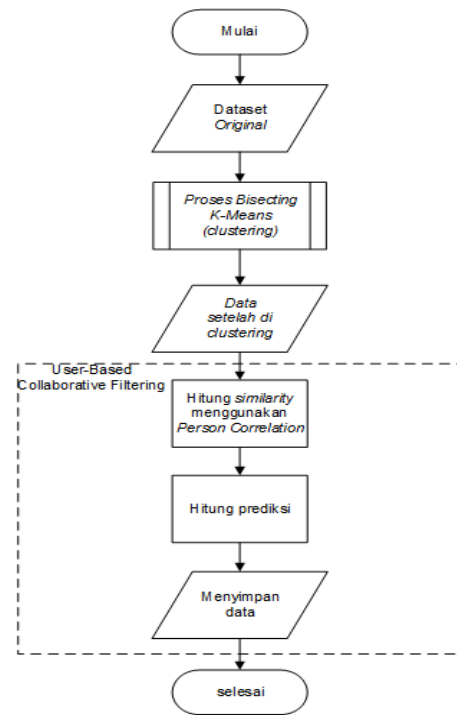 Mulai
Dataset
Original
Proses Bisecting
K-Means
(clustering)
Data
setelah di
clustering
User-Based
Collaborative Filtering
Hitung similarity
menggunakan
Person Correlation
Hitung prediksi
Menyimpan
data
selesai